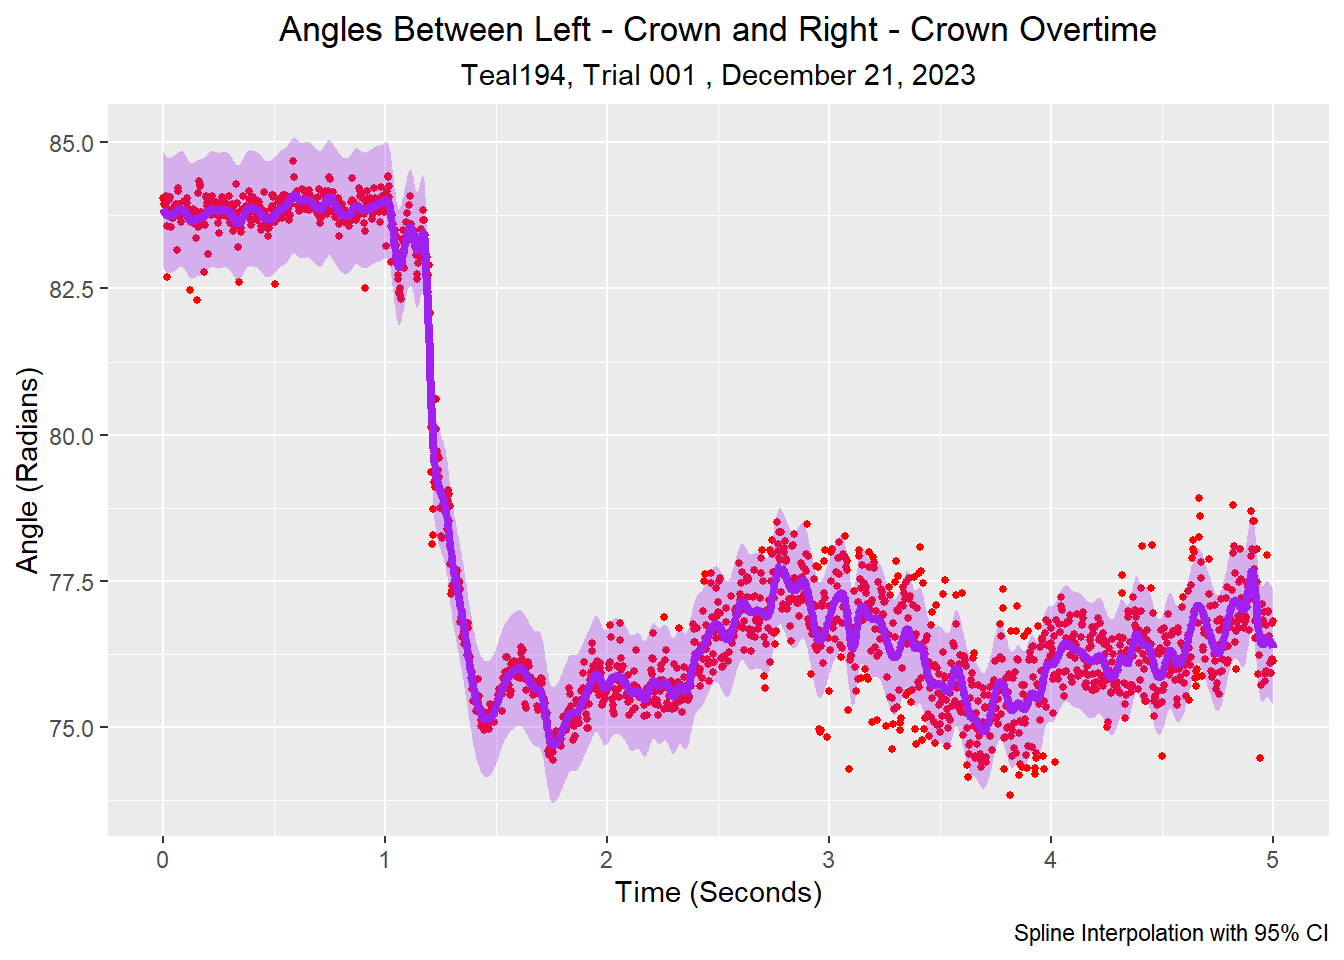 Angles Between Left - Crown and Right - Crown Overtime
Teal194, Trial 001 , December 21, 2023
Angle (Radians)
85.0
82.5
80.0
77.5
75.0
0 1 2 3 4 5
Time (Seconds)
Spline Interpolation with 95% CI